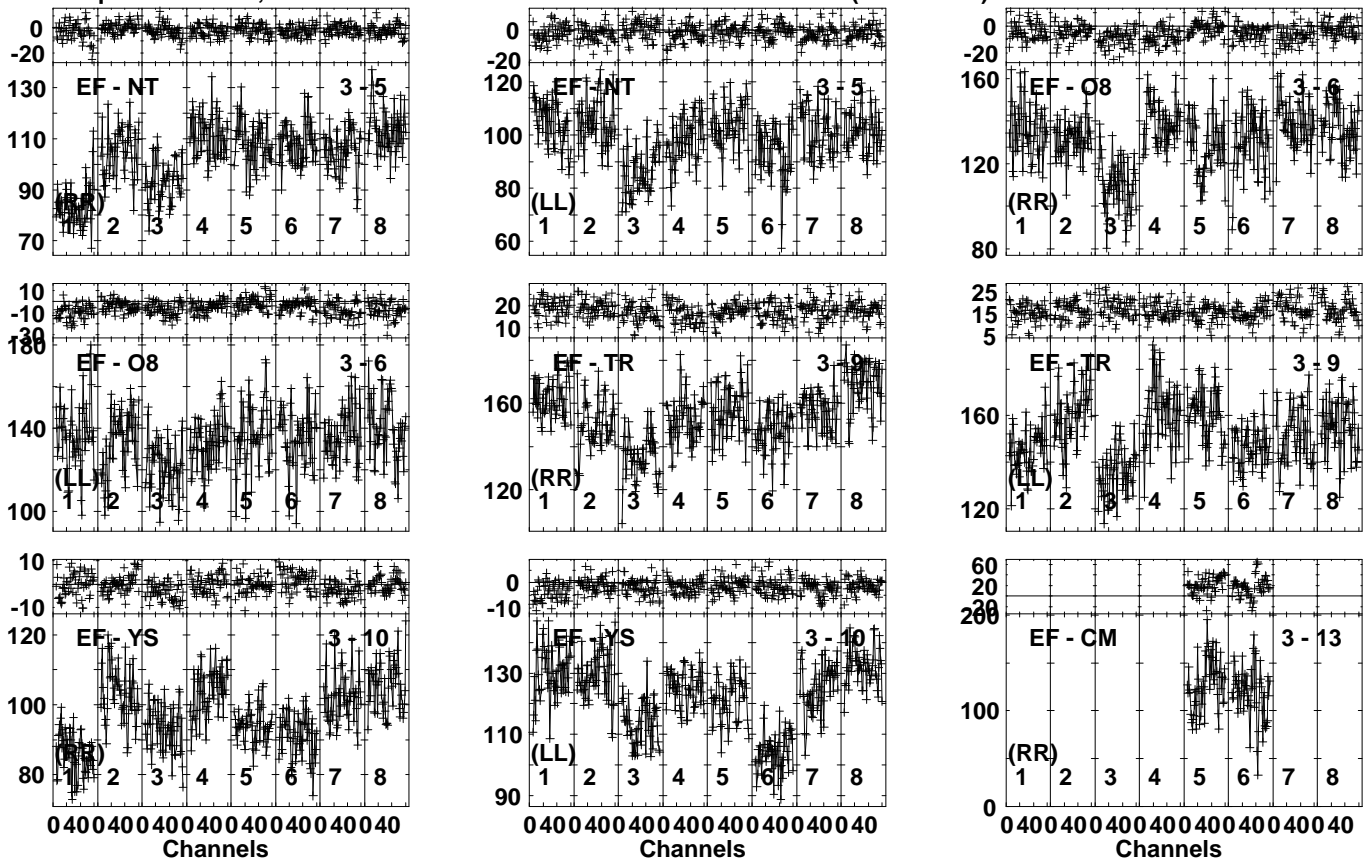 0 0 0
-20 -20 -20
130 EF - NT 3 - 5
110
90
70
(RR)
1 2 3 4 5 6 7 8
120 EF - NT 3 - 5
100
80
60
(LL)
1 2 3 4 5 6 7 8
160 EF - O8 3 - 6
120
80
(RR)
1 2 3 4 5 6 7 8
10
-10
-30
180 EF - O8 3 - 6
140
100
(LL)
1 2 3 4 5 6 7 8
20
10
EF - TR 3 - 9
160
120
(RR)
1 2 3 4 5 6 7 8
25
15
5
EF - TR 3 - 9
160
120
(LL)
1 2 3 4 5 6 7 8
10
-10
120 EF - YS 3 - 10
100
80
(RR)
1 2 3 4 5 6 7 8
0 40 0 40 0 40 0 40 0 40 0 40 0 40 0 40
Channels
0
-10
EF - YS 3 - 10
130
110
90
(LL)
1 2 3 4 5 6 7 8
0 40 0 40 0 40 0 40 0 40 0 40 0 40 0 40
Channels
60
20
200 EF - CM 3 - 13
100
0
(RR)
1 2 3 4 5 6 7 8
0 40 0 40 0 40 0 40 0 40 0 40 0 40 0 40
Channels